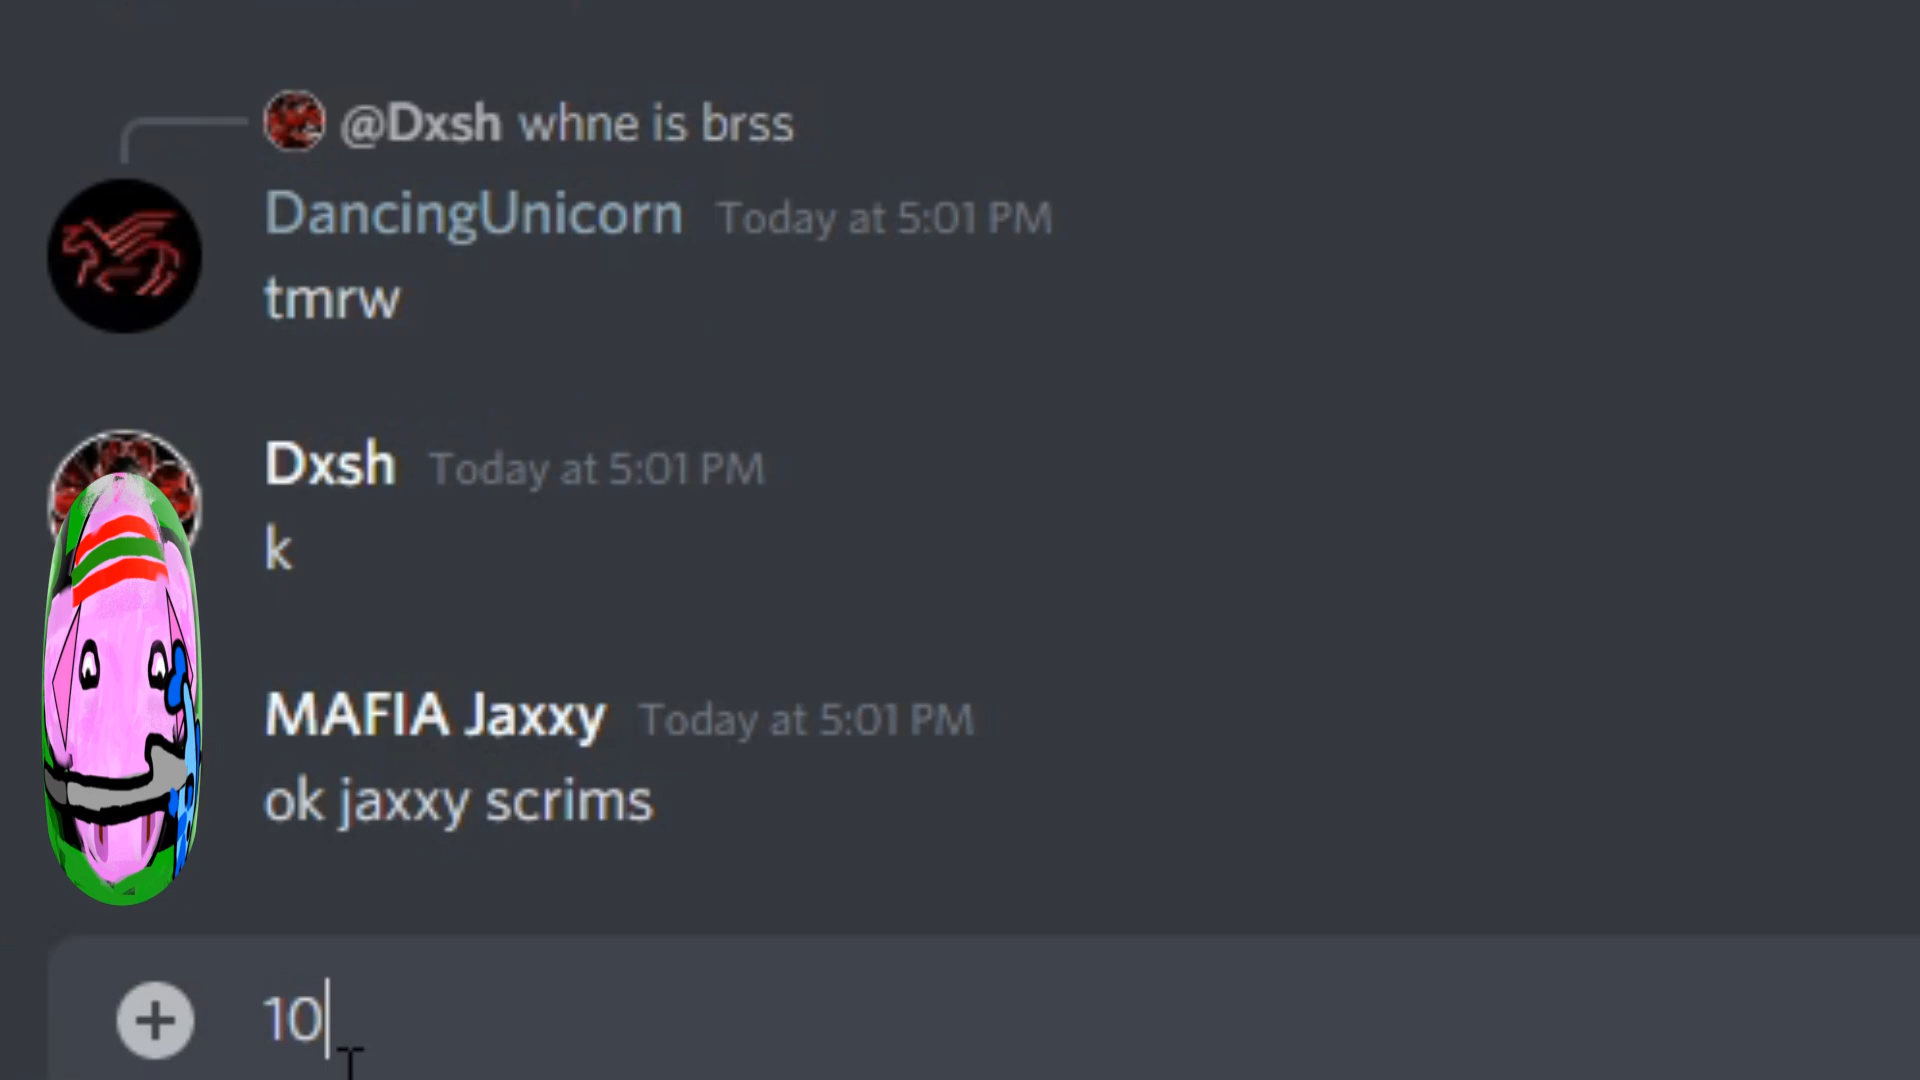 @Dxsh whne is brss
DancingUnicorn Today at 5:01 PM
tmrw
Dxsh Today at 5:01 PM
k
MAFIA Jaxxy Today at 5:01 PM
ok jaxxy scrims
10